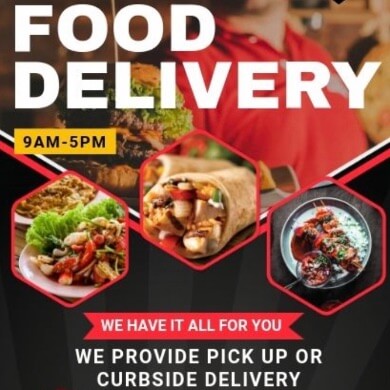 FOOD
DELIVERY
9AM-5PM
WE HAVE IT ALL FOR YOU
WE PROVIDE PICK UP OR
CURBSIDE DELIVERY